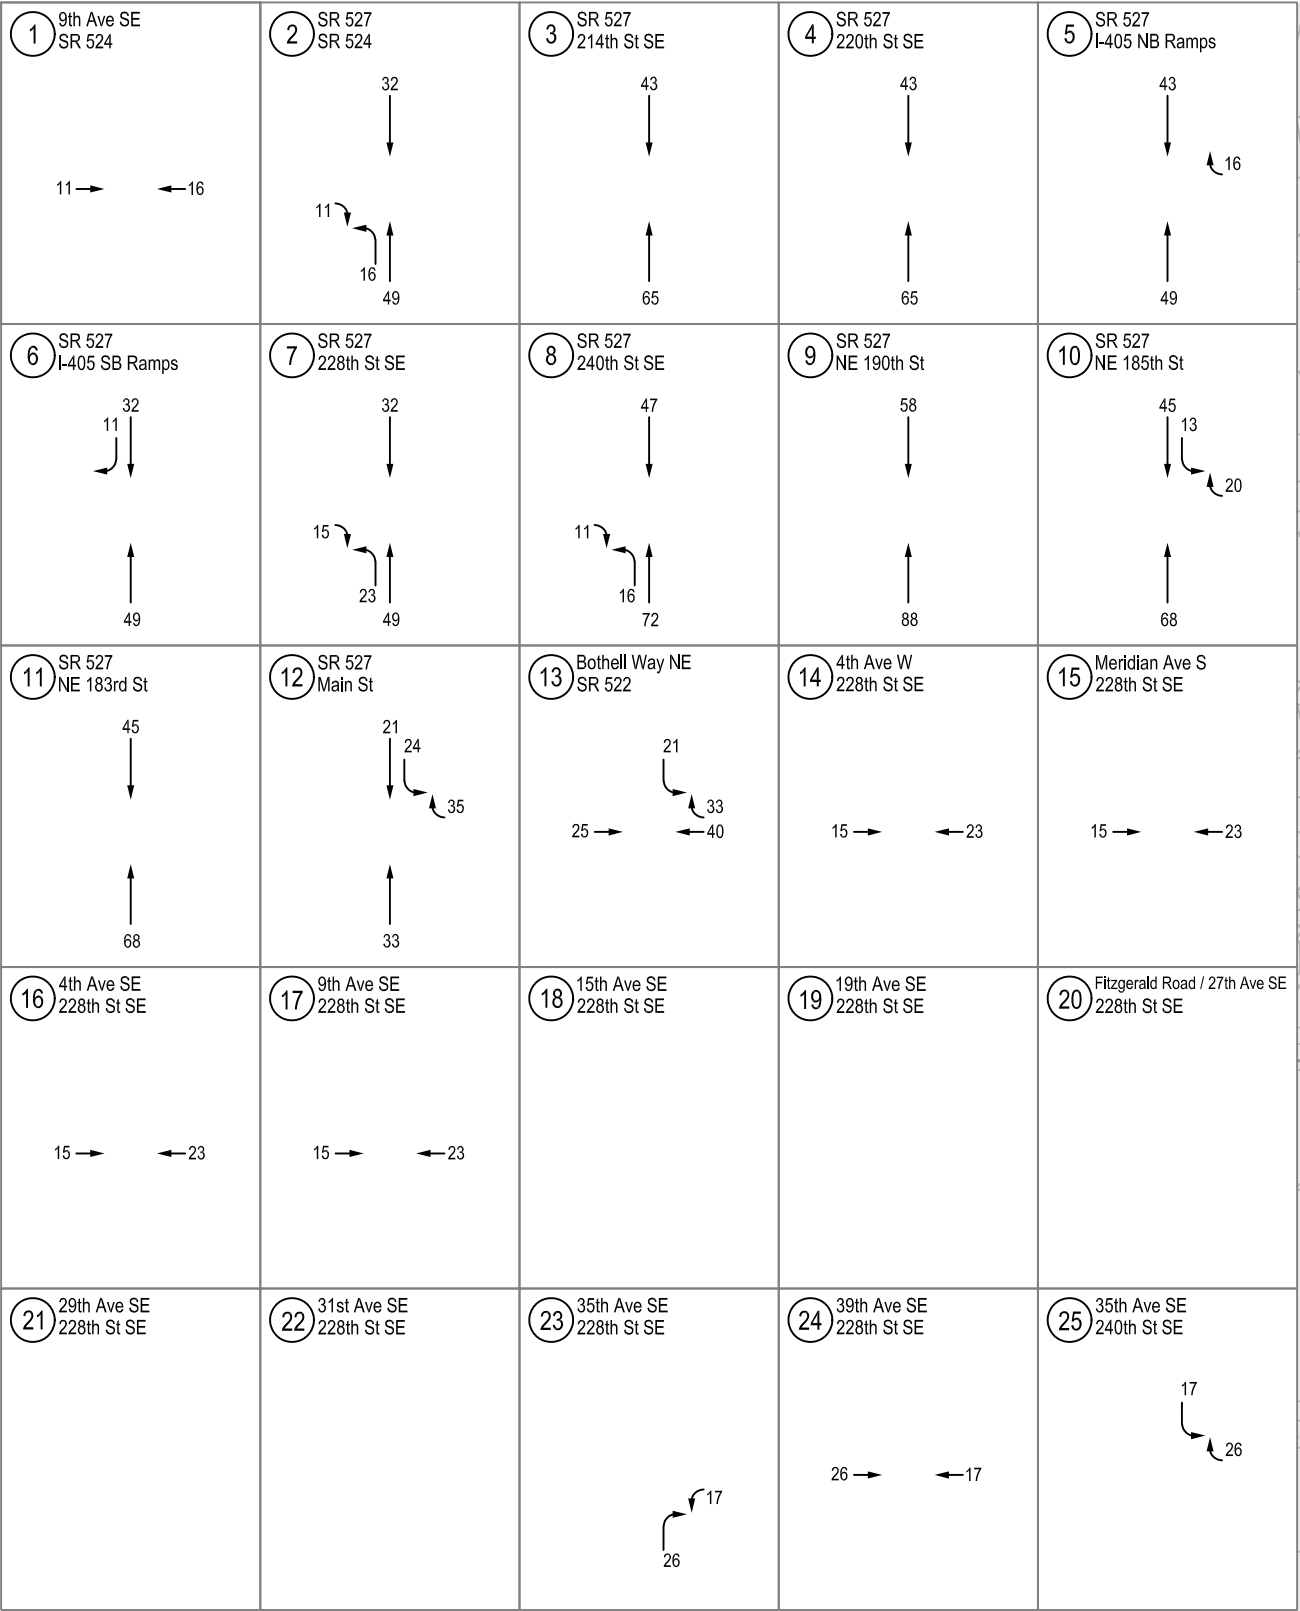 1
9th Ave SE
SR 524
11
16
2
SR 527
SR 524
32
11
16
49
3
SR 527
214th St SE
43
65
4
SR 527
220th St SE
43
65
5
SR 527
I-405 NB Ramps
43
16
49
6
SR 527
I-405 SB Ramps
32
11
49
7
SR 527
228th St SE
32
15
23
49
8
SR 527
240th St SE
47
11
16
72
9
SR 527
NE 190th St
58
88
10
SR 527
NE 185th St
45
13
20
68
11
SR 527
NE 183rd St
45
68
12
SR 527
Main St
21
24
35
33
13
Bothell Way NE
SR 522
21
33
25
40
14
4th Ave W
228th St SE
15
23
15
Meridian Ave S
228th St SE
15
23
16
4th Ave SE
228th St SE
15
23
17
9th Ave SE
228th St SE
15
23
18
15th Ave SE
228th St SE
19
19th Ave SE
228th St SE
20
Fitzgerald Road / 27th Ave SE
228th St SE
21
29th Ave SE
228th St SE
22
31st Ave SE
228th St SE
23
35th Ave SE
228th St SE
17
26
24
39th Ave SE
228th St SE
26
17
25
35th Ave SE
240th St SE
17
26